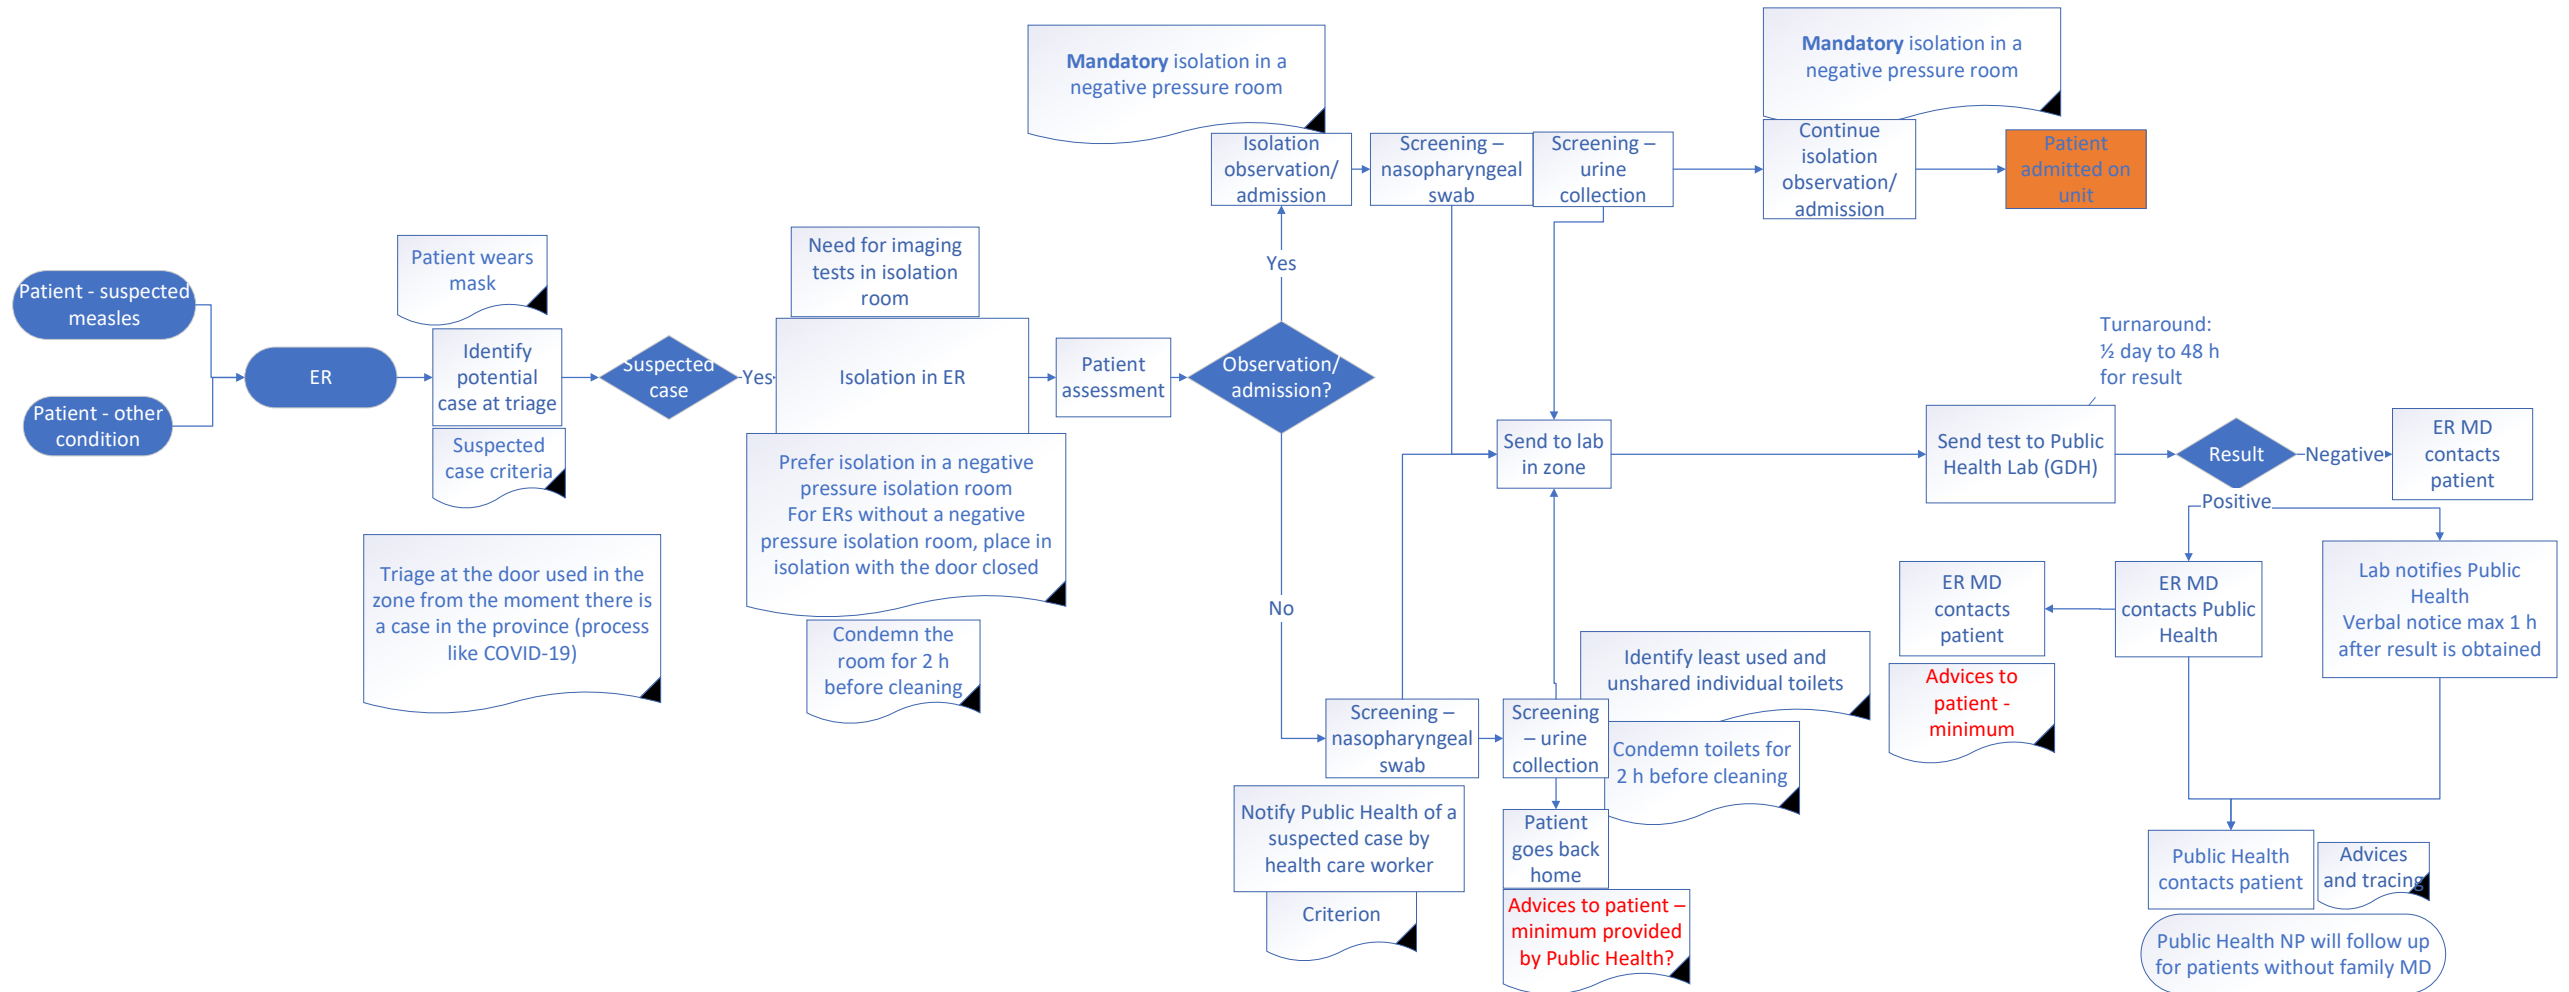 Mandatory isolation in a
negative pressure room
Mandatory isolation in a
negative pressure room
Isolation
observation/
admission
Screening –
nasopharyngeal
swab
Screening –
urine
collection
Continue
isolation
observation/
admission
Patient
admitted on
unit
Yes
Patient - suspected
measles
Patient - other
condition
ER
Patient wears
mask
Identify
potential
case at triage
Suspected
case criteria
Triage at the door used in the
zone from the moment there is
a case in the province (process
like COVID-19)
Suspected
case
Yes
Need for imaging
tests in isolation
room
Isolation in ER
Prefer isolation in a negative
pressure isolation room
For ERs without a negative
pressure isolation room, place in
isolation with the door closed
Condemn the
room for 2 h
before cleaning
Patient
assessment
Observation/
admission?
No
Send to lab
in zone
Turnaround:
½ day to 48 h
for result
Send test to Public
Health Lab (GDH)
Result
Negative
ER MD
contacts
patient
Positive
ER MD
contacts
patient
Advices to
patient -
minimum
ER MD
contacts Public
Health
Lab notifies Public
Health
Verbal notice max 1 h
after result is obtained
Screening –
nasopharyngeal
swab
Screening
– urine
collection
Identify least used and
unshared individual toilets
Condemn toilets for
2 h before cleaning
Notify Public Health of a
suspected case by
health care worker
Criterion
Patient
goes back
home
Advices to patient –
minimum provided
by Public Health?
Public Health
contacts patient
Advices
and tracing
Public Health NP will follow up
for patients without family MD